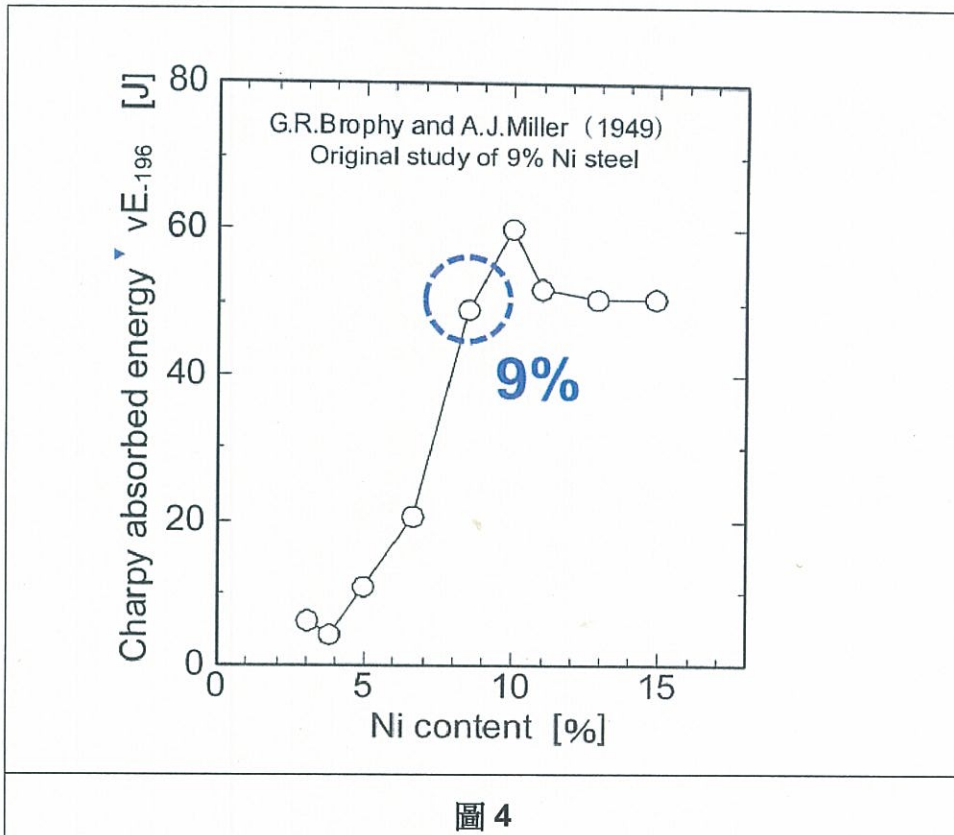 80
60
40
20
0
Charpy absorbed energy vE-196 [J]
G.R.Brophy and A.J.Miller (1949)
Original study of 9% Ni steel
9%
0 5 10 15
Ni content [%]
圖 4